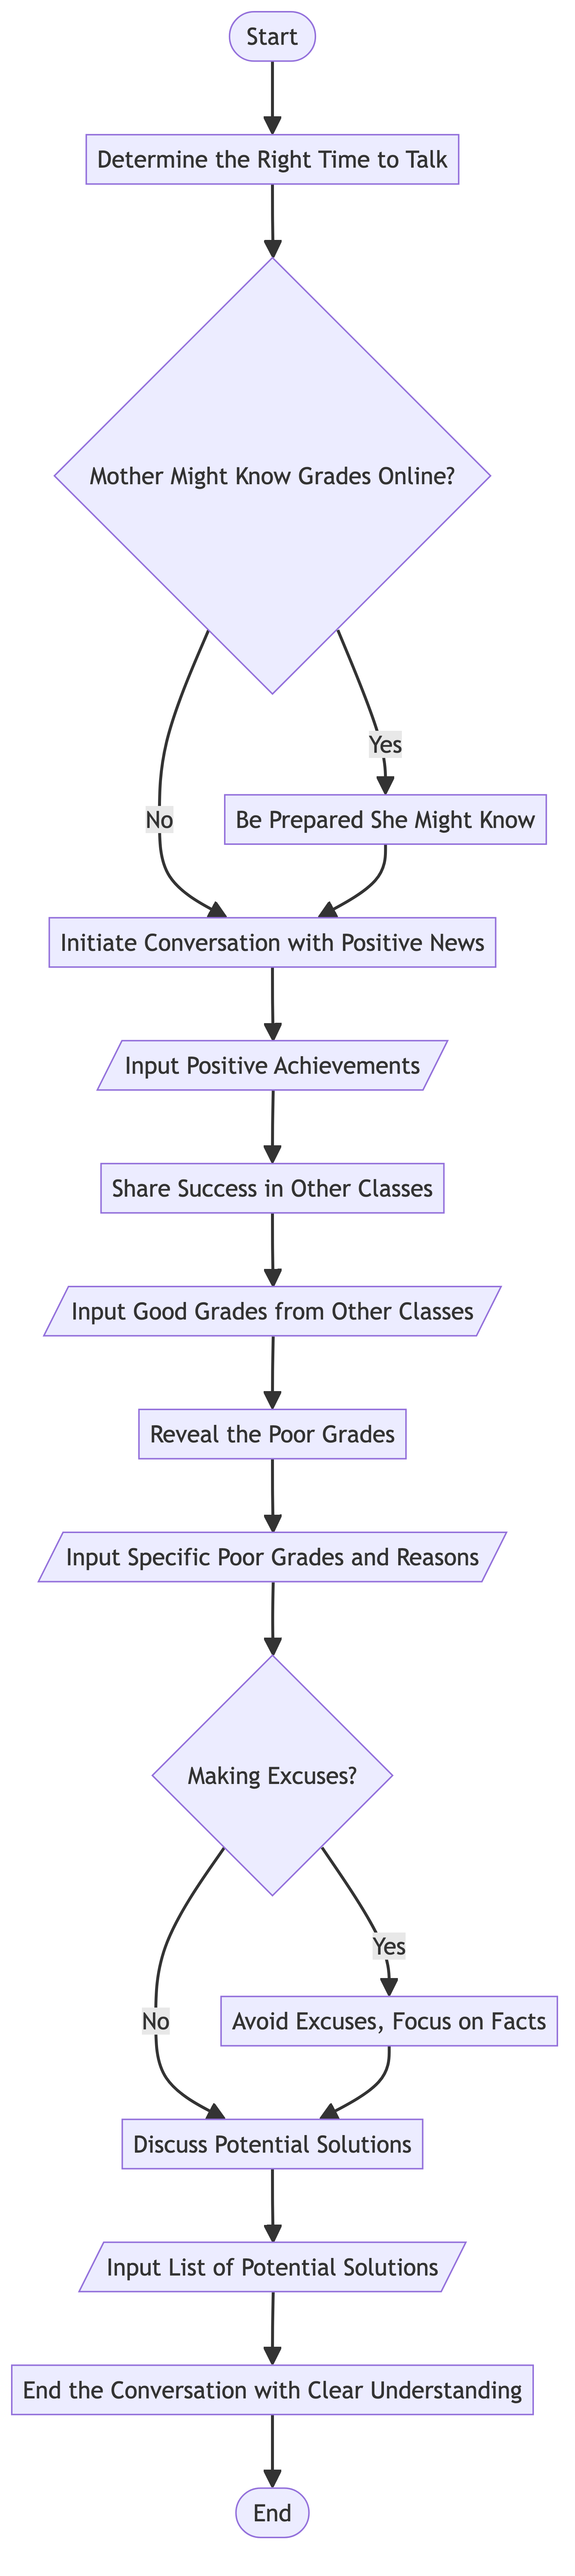 Start
Determine the Right Time to Talk
Mother Might Know Grades Online?
Yes
No
Be Prepared She Might Know
Initiate Conversation with Positive News
Input Positive Achievements
Share Success in Other Classes
Input Good Grades from Other Classes
Reveal the Poor Grades
Input Specific Poor Grades and Reasons
Making Excuses?
Yes
No
Avoid Excuses, Focus on Facts
Discuss Potential Solutions
Input List of Potential Solutions
End the Conversation with Clear Understanding
End